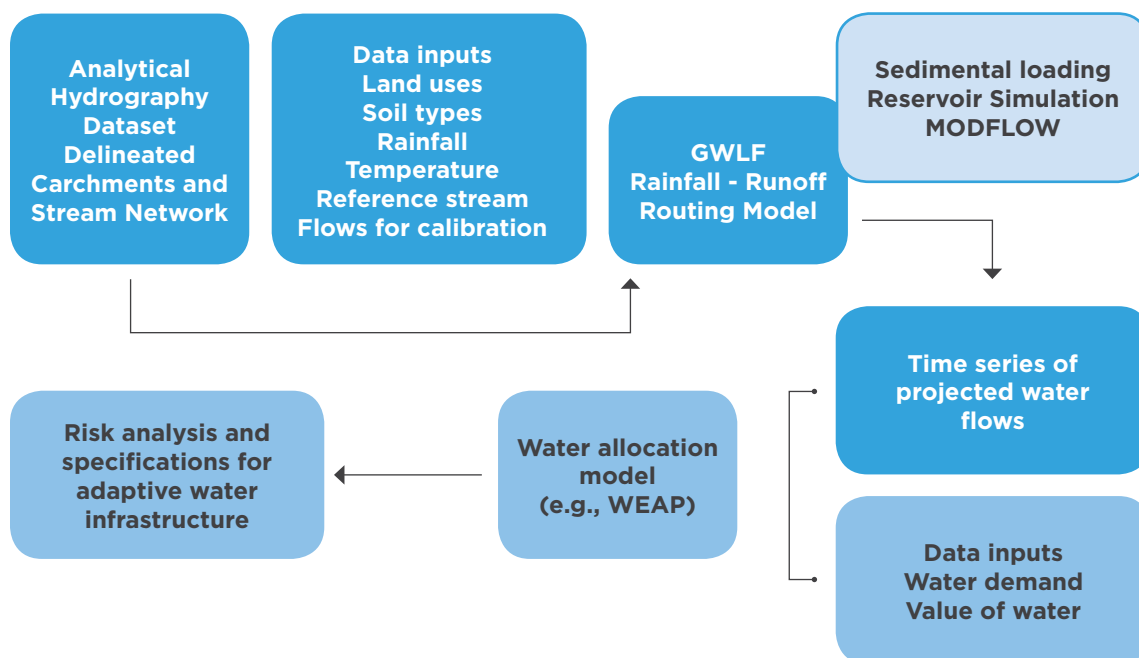 Analytical
Hydrography
Dataset
Delineated
Carchments and
Stream Network
Data inputs
Land uses
Soil types
Rainfall
Temperature
Reference stream
Flows for calibration
GWLF
Rainfall - Runoff
Routing Model
Sedimental loading
Reservoir Simulation
MODFLOW
Time series of
projected water
flows
Risk analysis and
specifications for
adaptive water
infrastructure
Water allocation
model
(e.g., WEAP)
Data inputs
Water demand
Value of water